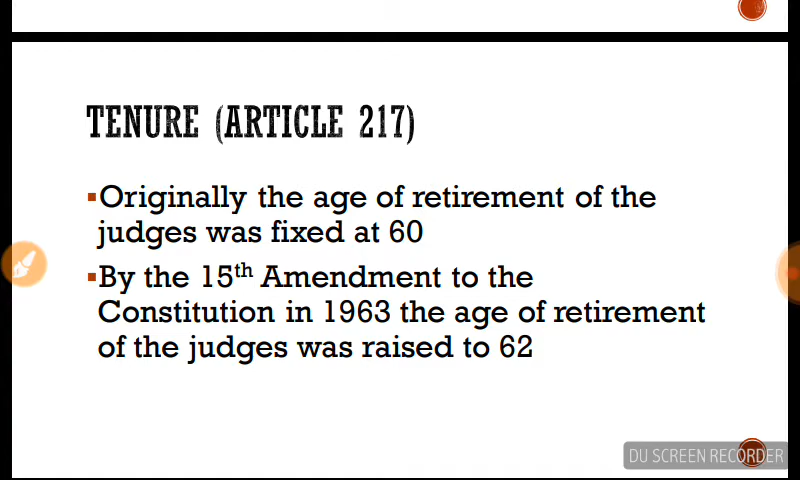 TENURE (ARTICLE 217)
▪Originally the age of retirement of the
judges was fixed at 60
▪By the 15th Amendment to the
Constitution in 1963 the age of retirement
of the judges was raised to 62
DU SCREEN RECORDER